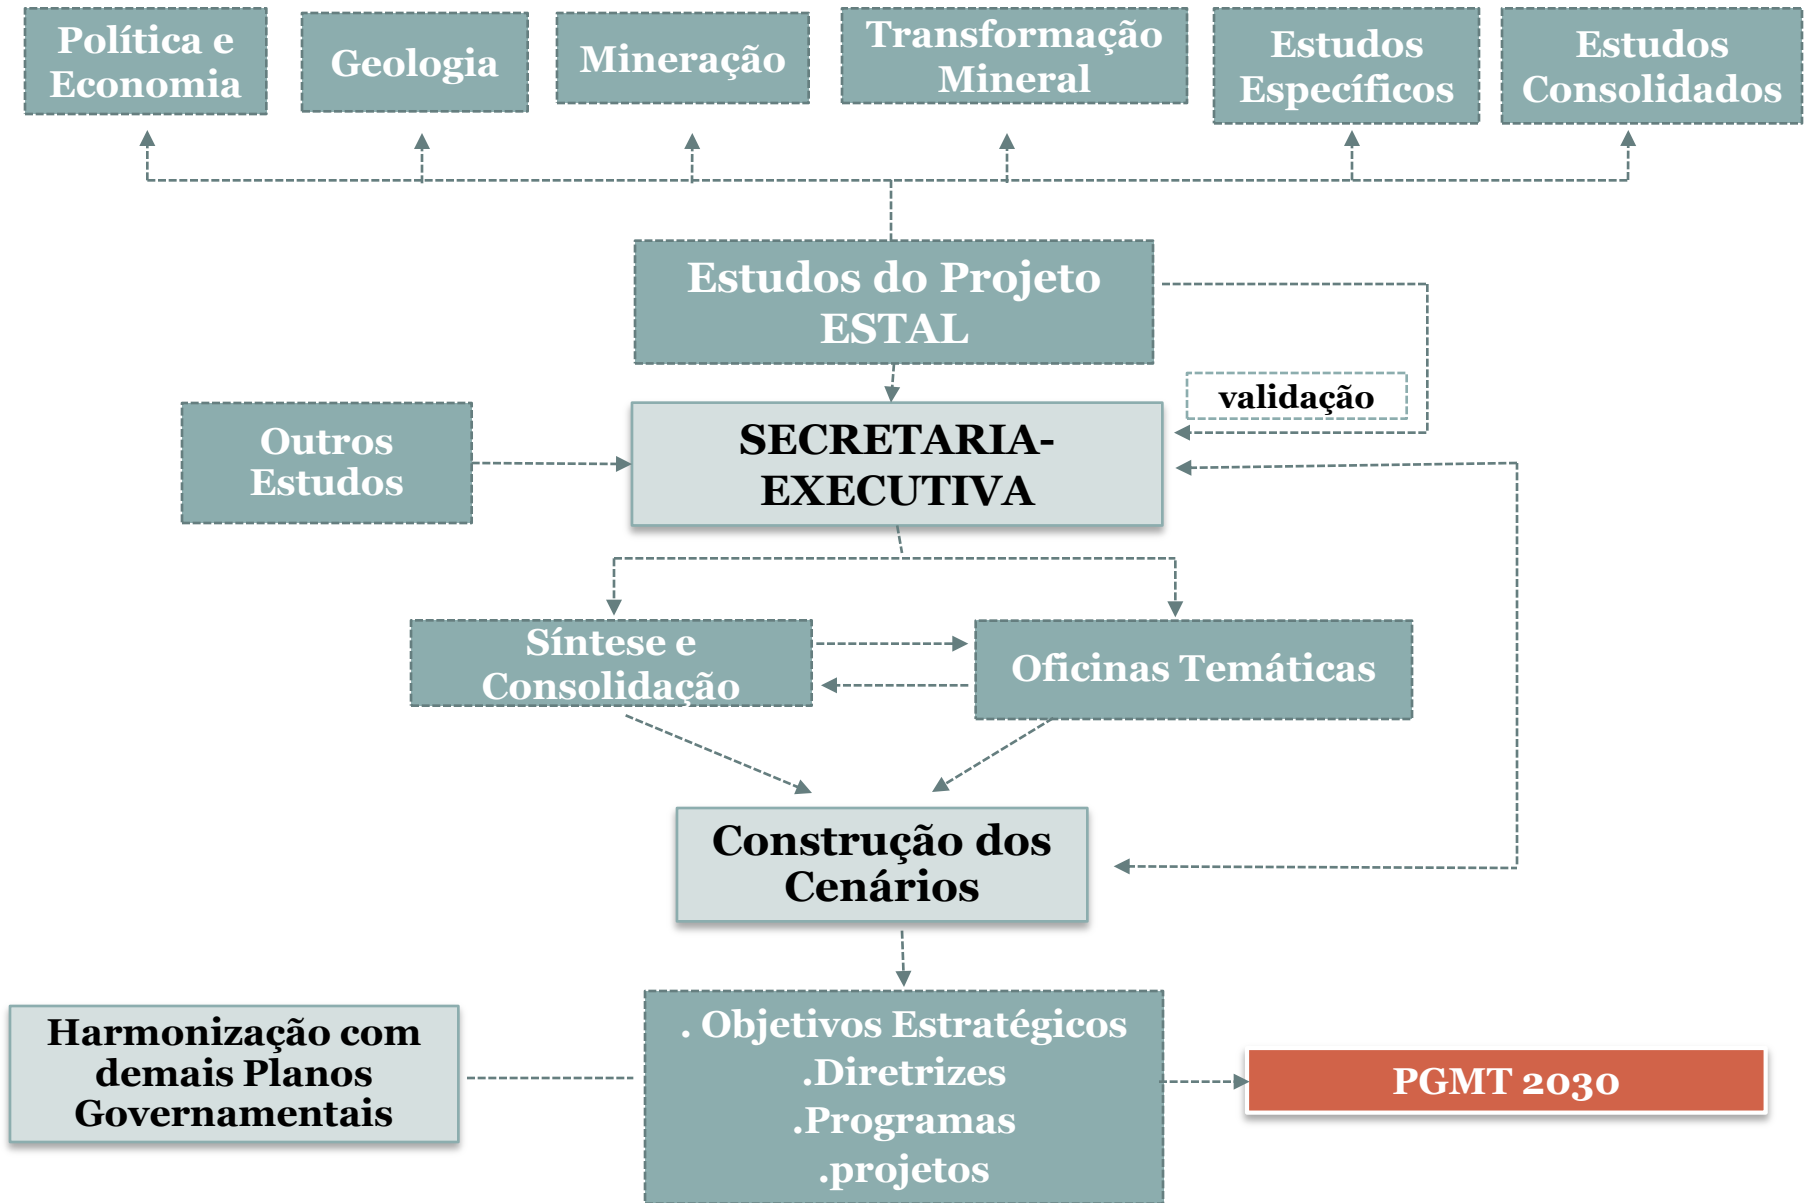 Política e
Economia
Geologia
Mineração
Transformação
Mineral
Estudos
Específicos
Estudos
Consolidados
Estudos do Projeto
ESTAL
validação
Outros
Estudos
SECRETARIA-
EXECUTIVA
Síntese e
Consolidação
Oficinas Temáticas
Construção dos
Cenários
Harmonização com
demais Planos
Governamentais
. Objetivos Estratégicos
.Diretrizes
.Programas
.projetos
PGMT 2030